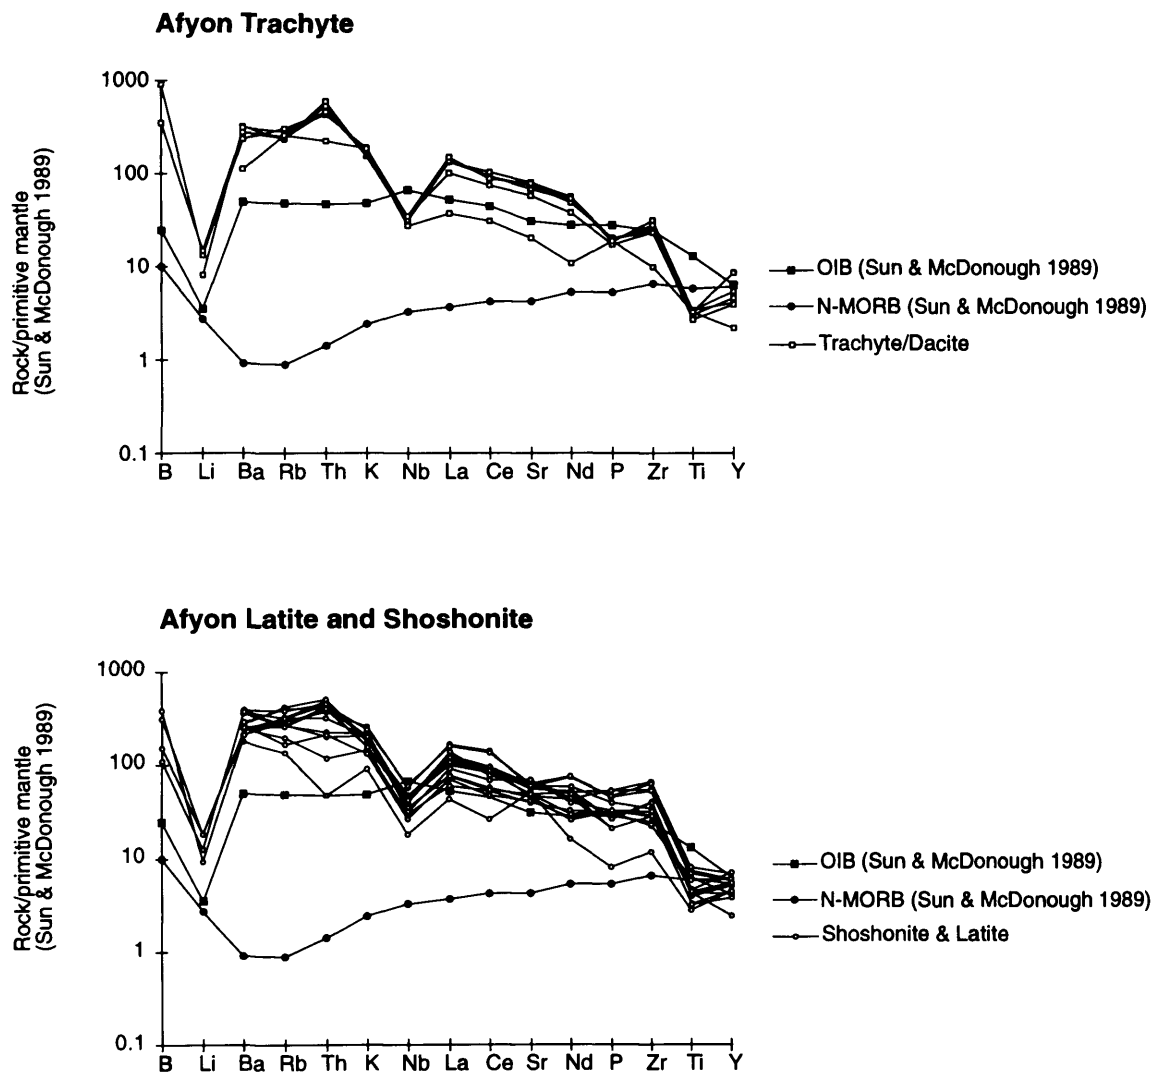 Afyon Trachyte
1000
100
10
1
0.1
Rock/primitive mantle
(Sun & McDonough 1989)
B Li Ba Rb Th K Nb La Ce Sr Nd P Zr Ti Y
OIB (Sun & McDonough 1989)
N-MORB (Sun & McDonough 1989)
Trachyte/Dacite
Afyon Latite and Shoshonite
1000
100
10
1
0.1
Rock/primitive mantle
(Sun & McDonough 1989)
B Li Ba Rb Th K Nb La Ce Sr Nd P Zr Ti Y
OIB (Sun & McDonough 1989)
N-MORB (Sun & McDonough 1989)
Shoshonite & Latite